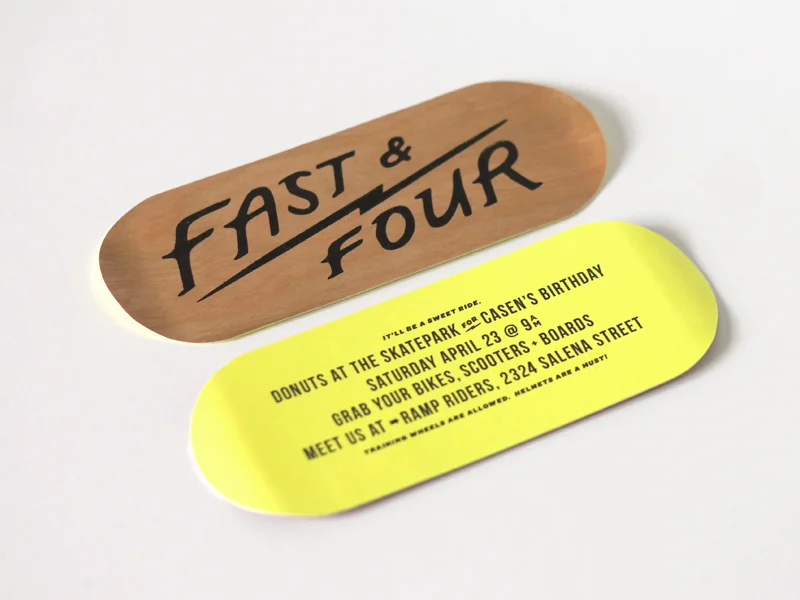 FAST &
FOUR
IT'LL BE A SWEET RIDE.
DONUTS AT THE SKATEPARK FOR CASEN'S BIRTHDAY
SATURDAY APRIL 23 @ 9AM
GRAB YOUR BIKES, SCOOTERS + BOARDS
MEET US AT RAMP RIDERS, 2324 SALENA STREET
TRAINING WHEELS ARE ALLOWED. HELMETS ARE A MUST!